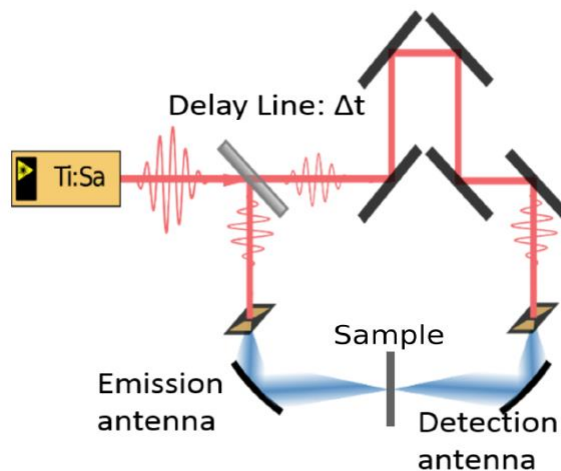 Delay Line: Δt
Ti:Sa
Sample
Emission
antenna
Detection
antenna